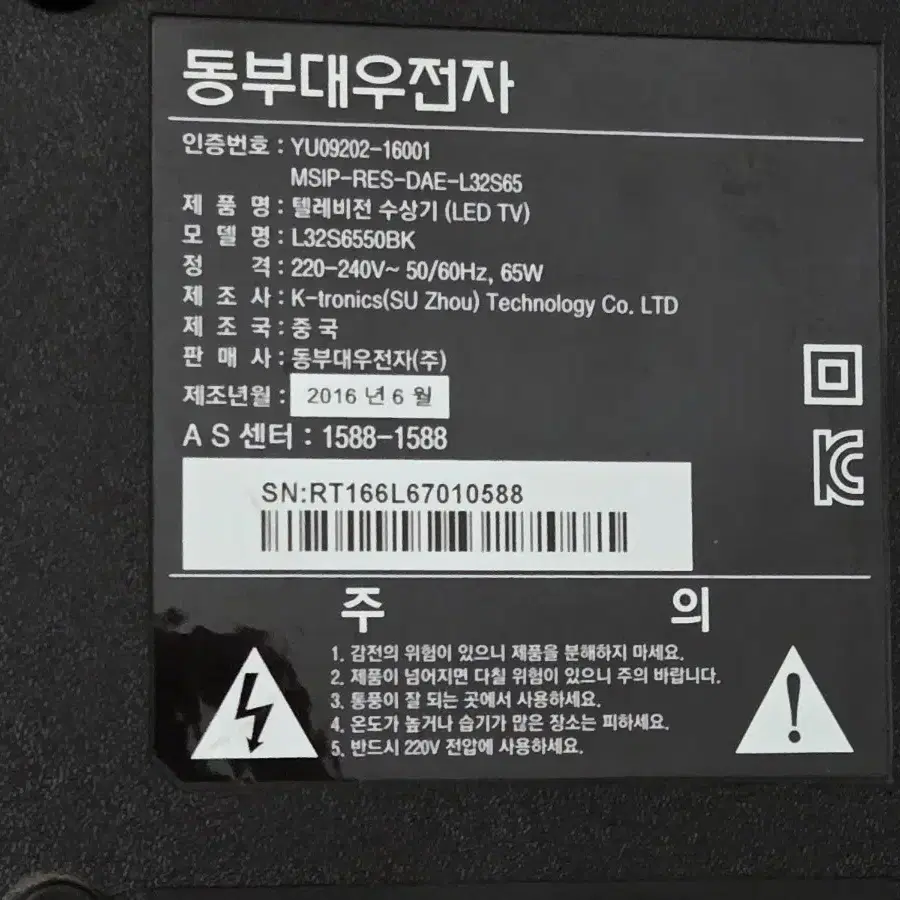 동부대우전자
인증번호 : YU09202-16001
MSIP-RES-DAE-L32S65
제 품 명 : 텔레비전 수상기 (LED TV)
모 델 명 : L32S6550BK
정 격 : 220-240V~ 50/60Hz, 65W
제 조 사 : K-tronics(SU Zhou) Technology Co. LTD
제 조 국 : 중 국
판 매 사 : 동부대우전자(주)
제조년월 : 2016 년 6 월
A S 센터 : 1588-1588
SN:RT166L67010588
주 의
1. 감전의 위험이 있으니 제품을 분해하지 마세요.
2. 제품이 넘어지면 다칠 위험이 있으니 주의 바랍니다.
3. 통풍이 잘 되는 곳에서 사용하세요.
4. 온도가 높거나 습기가 많은 장소는 피하세요.
5. 반드시 220V 전압에 사용하세요.